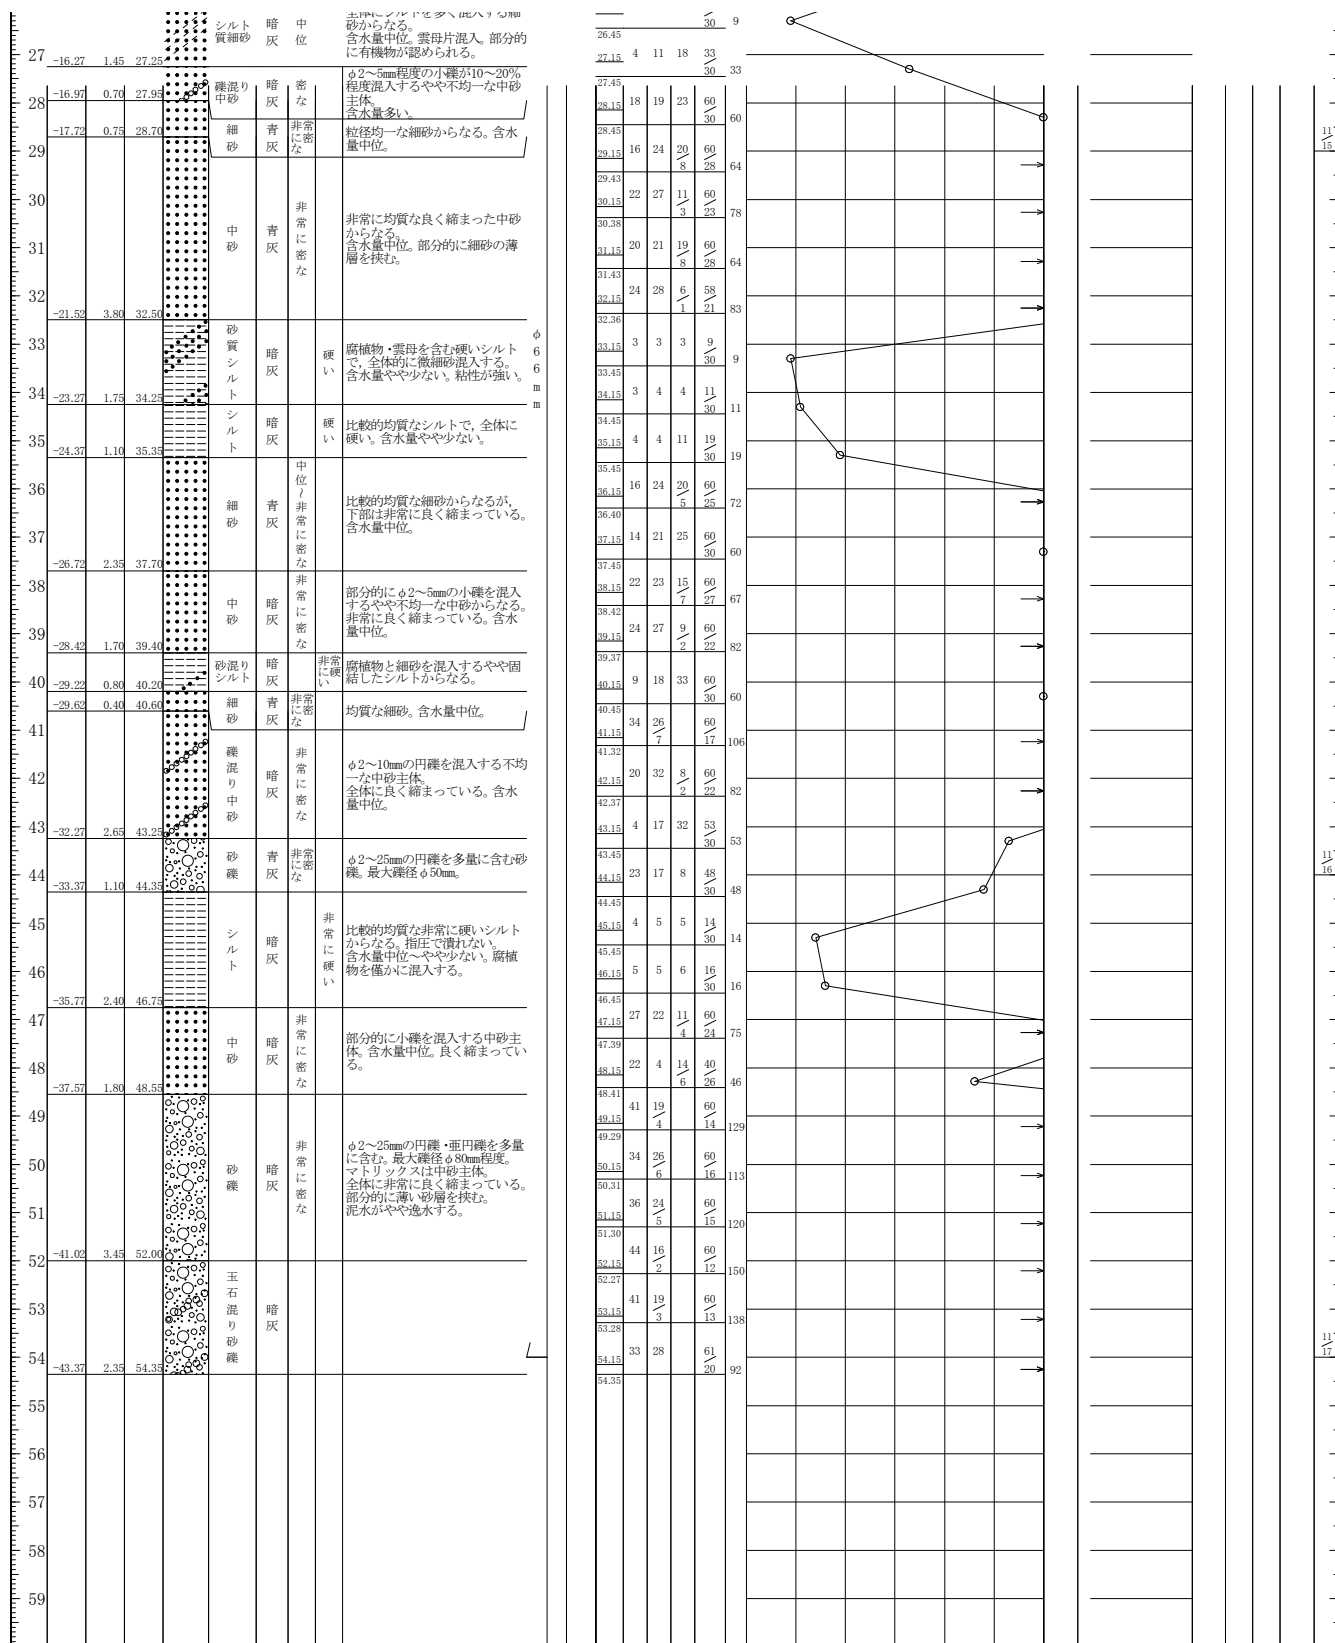 シルト 暗 中 全体にシルトを多く混入する細
質細砂 灰 位 砂からなる。
含水量中位。雲母片混入。部分的
に有機物が認められる。
30 9
26.45
27 -16.27 1.45 27.25 27.15 4 11 18 33
30 33
27.45
礫混り 暗 密 φ2～5mm程度の小礫が10～20%
中砂 灰 な 程度混入するやや不均一な中砂
主体。
含水量多い。
28 -16.97 0.70 27.95 28.15 18 19 23 60
30 60
28.45
細 青 非常 粒径均一な細砂からなる。含水
砂 灰 に密 量中位。
な
-17.72 0.75 28.70
29 29.15 16 24 20 60
8 28 64
11
15
29.43
30 30.15 22 27 11 60
3 23 78
30.38
中 青 非常に密な 非常に均質な良く締まった中砂
砂 灰 からなる。
含水量中位。部分的に細砂の薄
層を挟む。
31 31.15 20 21 19 60
8 28 64
31.43
32 32.15 24 28 6 58
1 21 83
-21.52 3.80 32.50
32.36
砂質シルト 暗 硬 腐植物・雲母を含む硬いシルト
灰 い で，全体的に微細砂混入する。
含水量やや少ない。粘性が強い。
φ66mm
33 33.15 3 3 3 9
30 9
33.45
34 -23.27 1.75 34.25 34.15 3 4 4 11
30 11
34.45
シルト 暗 硬 比較的均質なシルトで，全体に
灰 い 硬い。含水量やや少ない。
35 -24.37 1.10 35.35 35.15 4 4 11 19
30 19
35.45
36 36.15 16 24 20 60
5 25 72
36.40
細 青 中位～非常に密な 比較的均質な細砂からなるが，
砂 灰 下部は非常に良く締まっている。
含水量中位。
37 37.15 14 21 25 60
30 60
-26.72 2.35 37.70
37.45
38 38.15 22 23 15 60
7 27 67
38.42
中 暗 非常に密な 部分的にφ2～5mmの小礫を混入
砂 灰 するやや不均一な中砂からなる。
非常に良く締まっている。含水
量中位。
39 -28.42 1.70 39.40 39.15 24 27 9 60
2 22 82
39.37
砂混り 暗 非常 腐植物と細砂を混入するやや固
シルト 灰 に硬 結したシルトからなる。
い
40 -29.22 0.80 40.20 40.15 9 18 33 60
30 60
40.45
細 青 非常 均質な細砂。含水量中位。
砂 灰 に密
な
-29.62 0.40 40.60
41 41.15 34 26 60
7 17 106
41.32
礫混り中砂 暗 非常に密な φ2～10mmの円礫を混入する不均
灰 一な中砂主体。
全体に良く締まっている。含水
量中位。
42 42.15 20 32 8 60
2 22 82
42.37
43 -32.27 2.65 43.25 43.15 4 17 32 53
30 53
43.45
砂 青 非常 φ2～25mmの円礫を多量に含む砂
礫 灰 に密 礫。最大礫径φ50mm。
な
44 -33.37 1.10 44.35 44.15 23 17 8 48
30 48
11
16
44.45
45 45.15 4 5 5 14
30 14
45.45
シルト 暗 非常に硬い 比較的均質な非常に硬いシルト
灰 からなる。指圧で潰れない。
含水量中位～やや少ない。腐植
物を僅かに混入する。
46 46.15 5 5 6 16
30 16
-35.77 2.40 46.75
46.45
47 47.15 27 22 11 60
4 24 75
47.39
中 暗 非常に密な 部分的に小礫を混入する中砂主
砂 灰 体。含水量中位。良く締まってい
る。
48 -37.57 1.80 48.55 48.15 22 4 14 40
6 26 46
48.41
49 49.15 41 19 60
4 14 129
49.29
砂 暗 非常に密な φ2～25mmの円礫・亜円礫を多量
礫 灰 に含む。最大礫径φ80mm程度。
マトリックスは中砂主体。
全体に非常に良く締まっている。
部分的に薄い砂層を挟む。
泥水がやや逸水する。
50 50.15 34 26 60
6 16 113
50.31
51 51.15 36 24 60
5 15 120
51.30
52 -41.02 3.45 52.00 52.15 44 16 60
2 12 150
52.27
玉石混り砂礫 暗
灰
53 53.15 41 19 60
3 13 138
53.28
54 -43.37 2.35 54.35 54.15 33 28 61
20 92
11
17
54.35
55
56
57
58
59